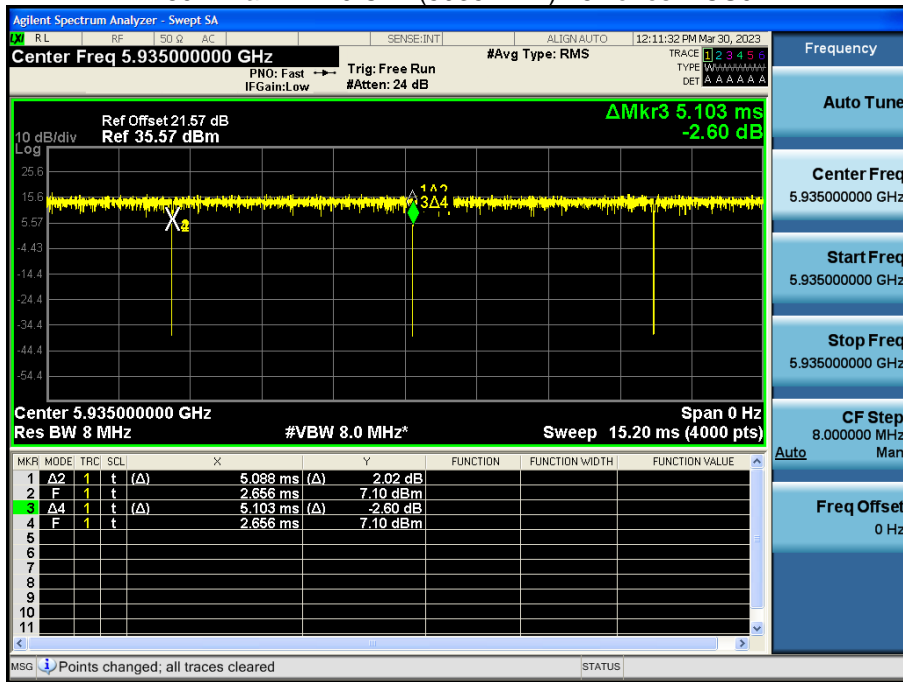 Agilent Spectrum Analyzer - Swept SA
LXI RL RF 50 Ω AC SENSE:INT ALIGN AUTO 12:11:32 PM Mar 30, 2023
Center Freq 5.935000000 GHz #Avg Type: RMS TRACE 1 2 3 4 5 6
PNO: Fast Trig: Free Run TYPE
IFGain:Low #Atten: 24 dB DET A A A A A A
Frequency
Auto Tune
Center Freq
5.935000000 GHz
Start Freq
5.935000000 GHz
Stop Freq
5.935000000 GHz
CF Step
8.000000 MHz
Auto Man
Freq Offset
0 Hz
ΔMkr3 5.103 ms
-2.60 dB
Ref Offset 21.57 dB
10 dB/div Ref 35.57 dBm
Log
25.6
15.6
5.57
-4.43
-14.4
-24.4
-34.4
-44.4
-54.4
3Δ4
Center 5.935000000 GHz Span 0 Hz
Res BW 8 MHz #VBW 8.0 MHz* Sweep 15.20 ms (4000 pts)
MKR MODE TRC SCL X Y FUNCTION FUNCTION WIDTH FUNCTION VALUE
1 Δ2 1 t (Δ) 5.088 ms (Δ) 2.02 dB
2 F 1 t 2.656 ms 7.10 dBm
3 Δ4 1 t (Δ) 5.103 ms (Δ) -2.60 dB
4 F 1 t 2.656 ms 7.10 dBm
5
6
7
8
9
10
11
MSG Points changed; all traces cleared STATUS